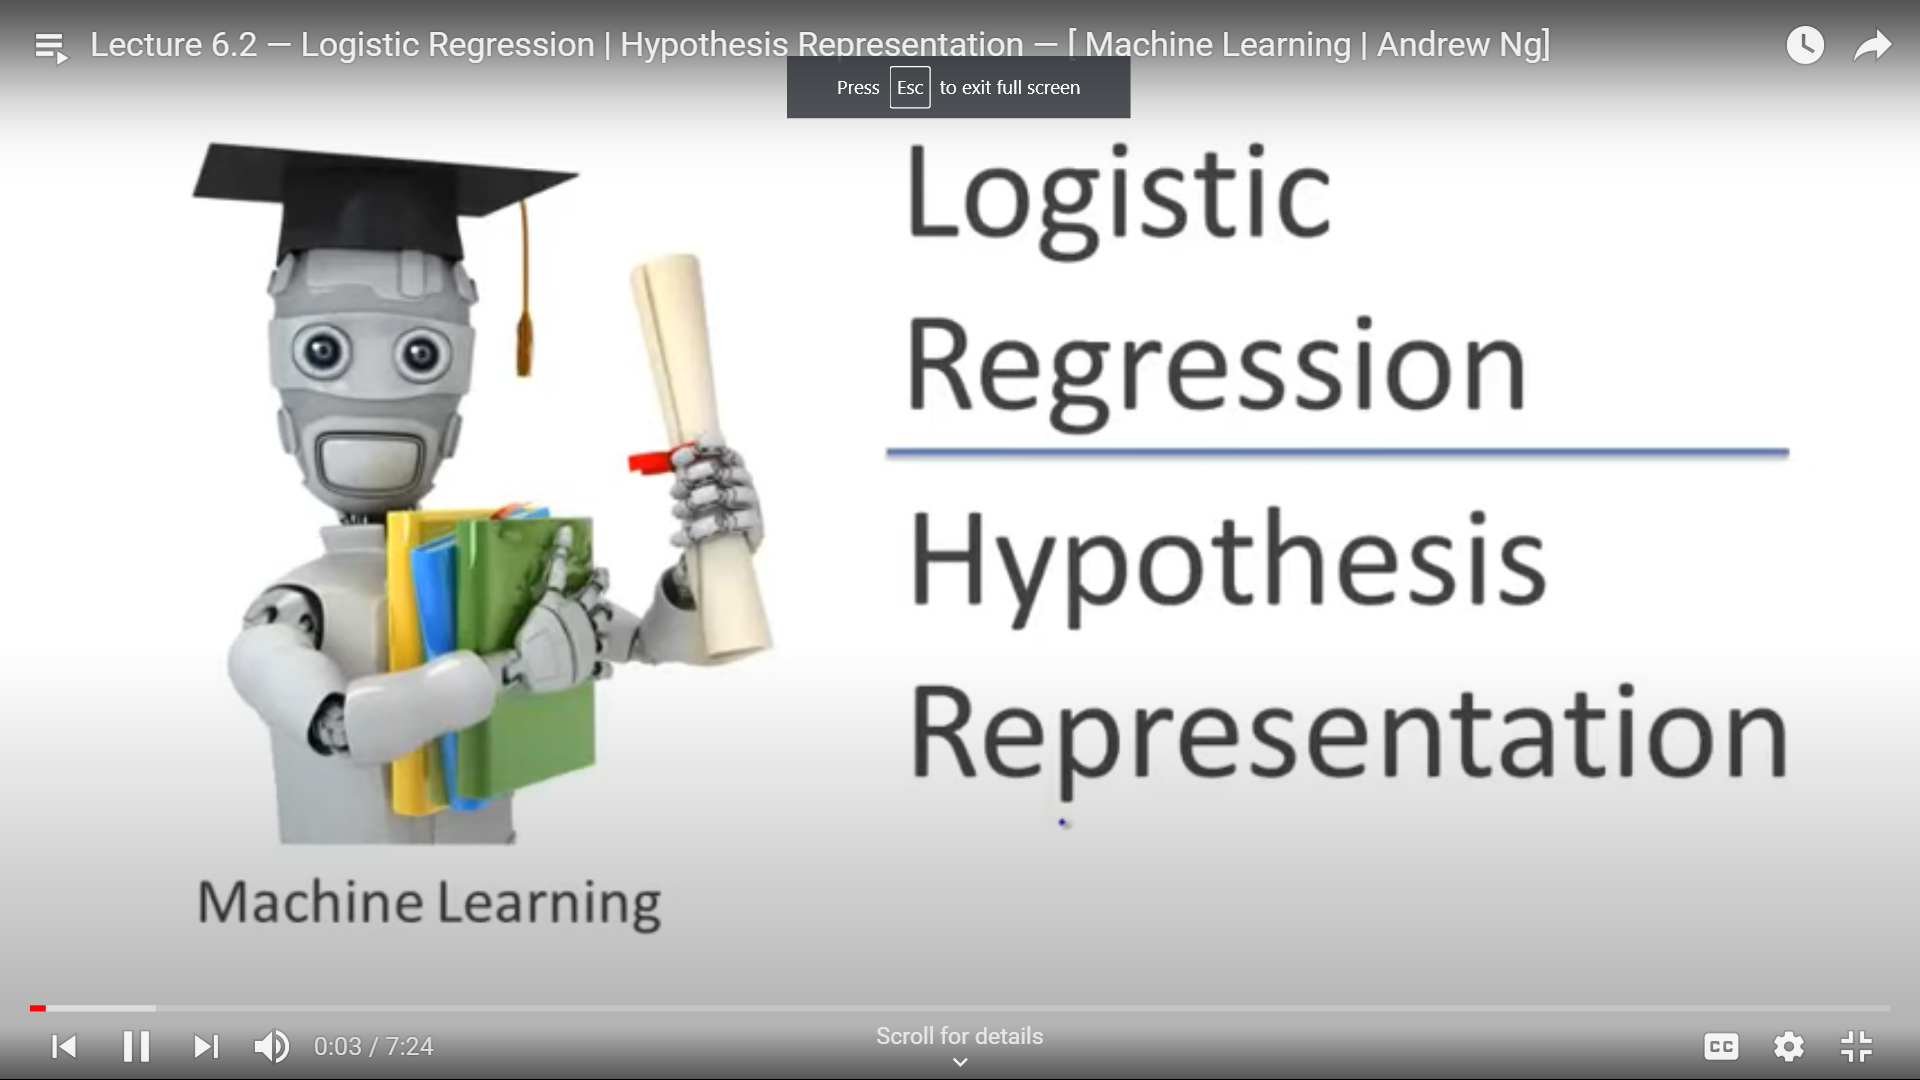 Lecture 6.2 — Logistic Regression | Hypothesis Representation — [ Machine Learning | Andrew Ng]
Press Esc to exit full screen
Logistic
Regression
Hypothesis
Representation
Machine Learning
0:03 / 7:24
Scroll for details
CC